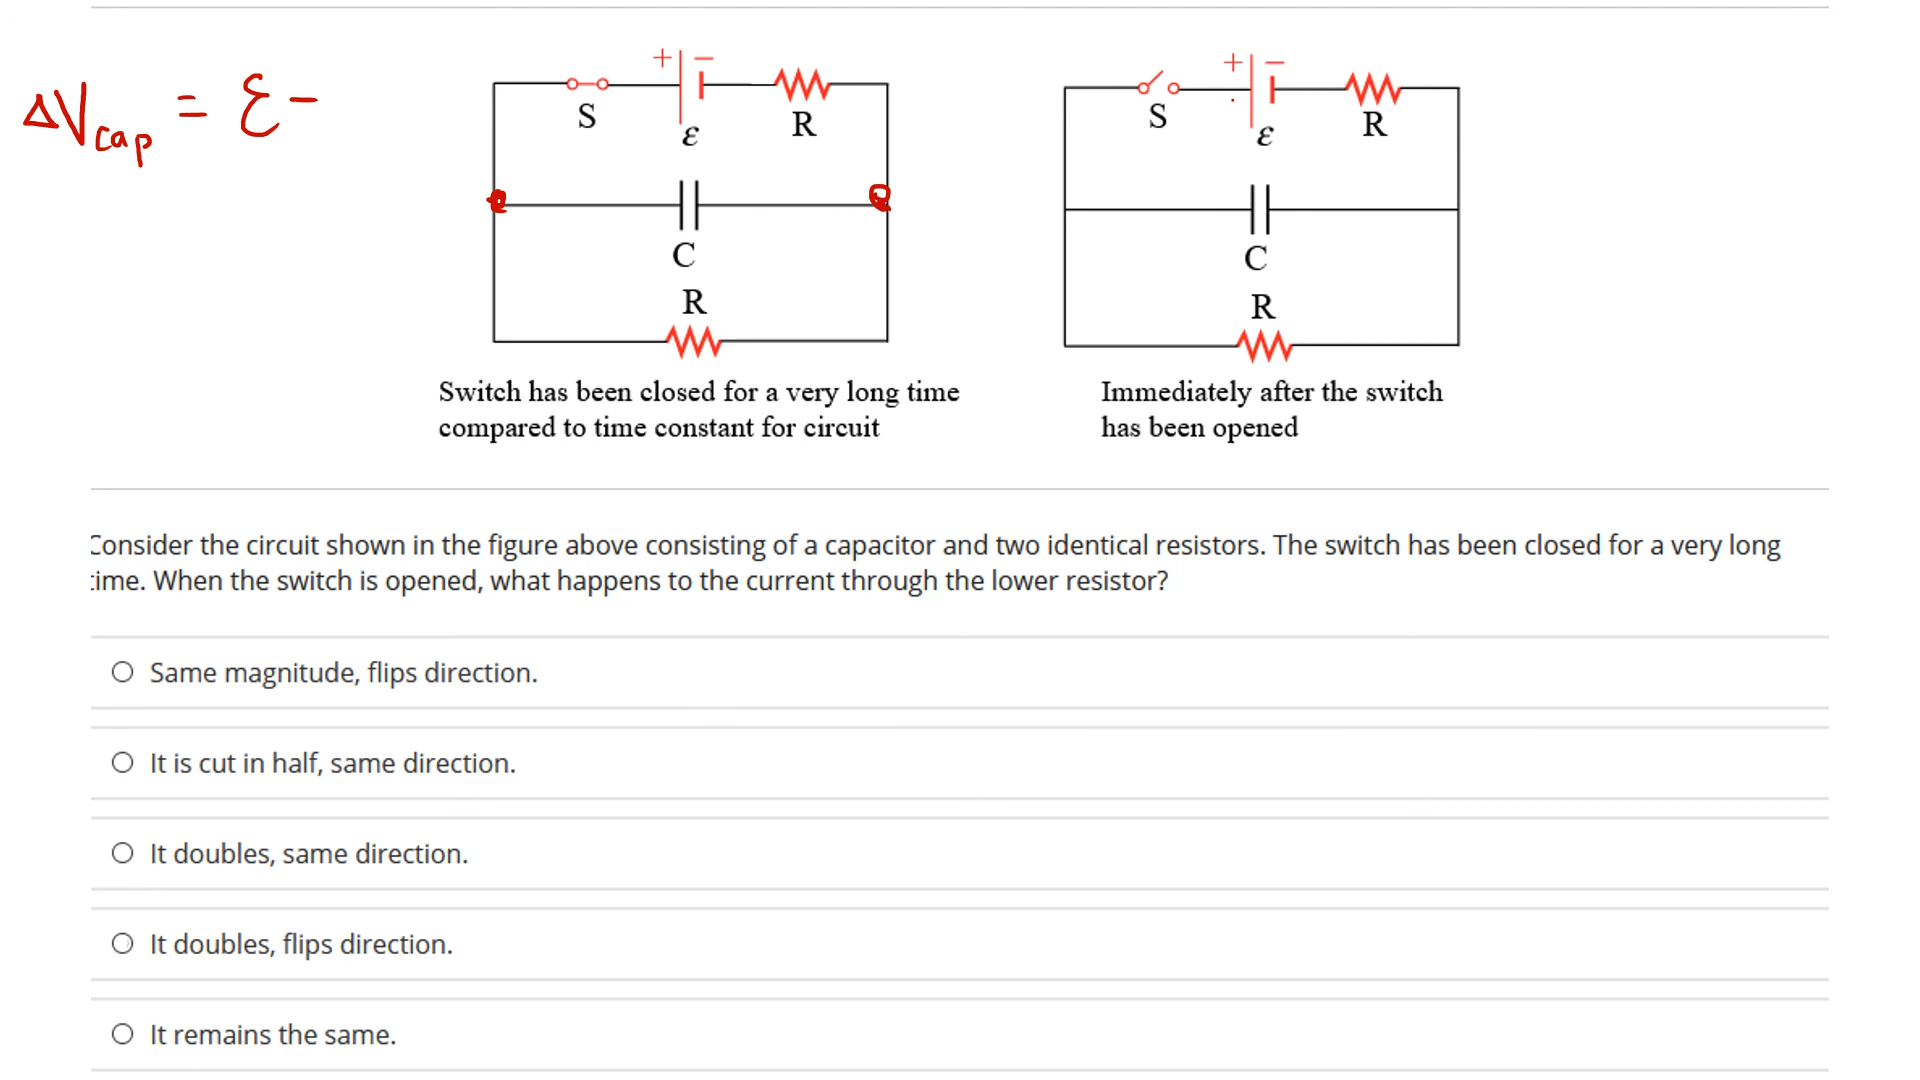 ΔVcap = ε-
+ −
S
ε
R
C
R
Switch has been closed for a very long time
compared to time constant for circuit
+ −
S
ε
R
C
R
Immediately after the switch
has been opened
Consider the circuit shown in the figure above consisting of a capacitor and two identical resistors. The switch has been closed for a very long
time. When the switch is opened, what happens to the current through the lower resistor?
Same magnitude, flips direction.
It is cut in half, same direction.
It doubles, same direction.
It doubles, flips direction.
It remains the same.